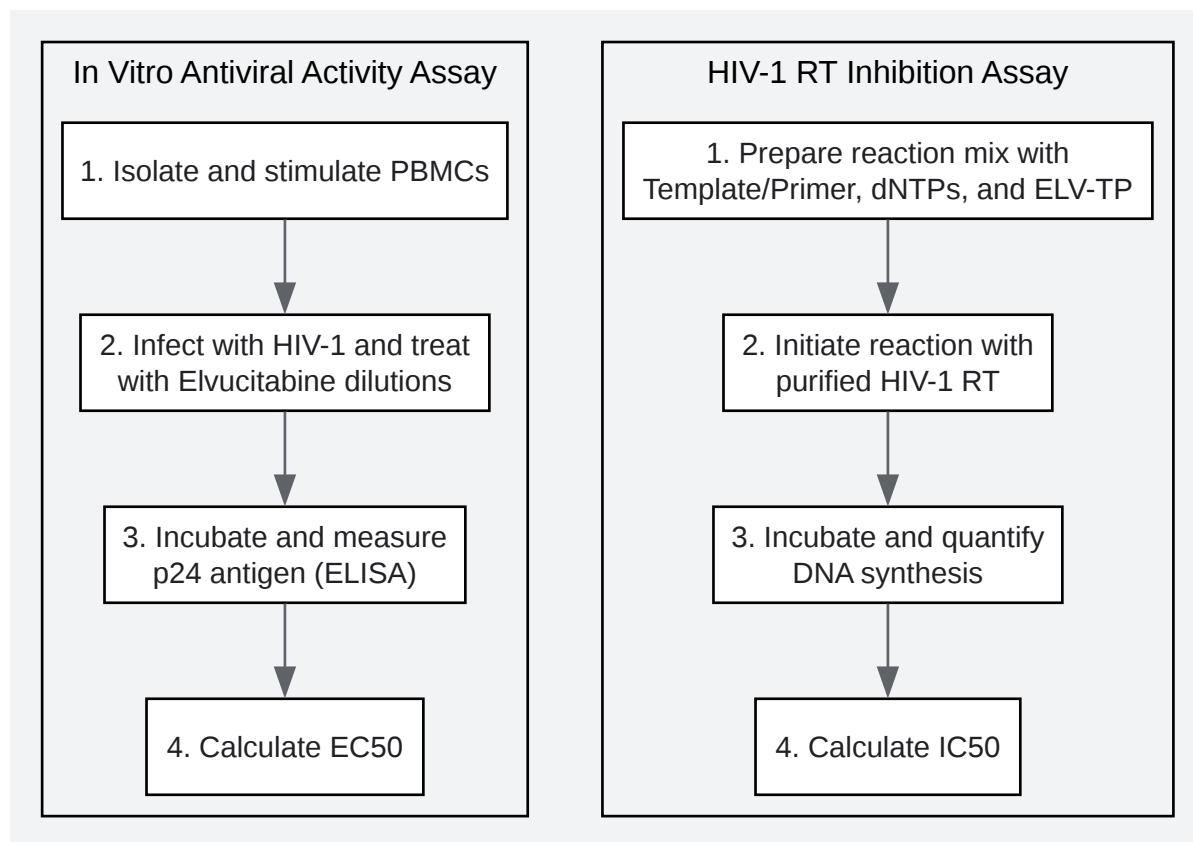 In Vitro Antiviral Activity Assay
1. Isolate and stimulate PBMCs
2. Infect with HIV-1 and treat
with Elvucitabine dilutions
3. Incubate and measure
p24 antigen (ELISA)
4. Calculate EC50
HIV-1 RT Inhibition Assay
1. Prepare reaction mix with
Template/Primer, dNTPs, and ELV-TP
2. Initiate reaction with
purified HIV-1 RT
3. Incubate and quantify
DNA synthesis
4. Calculate IC50